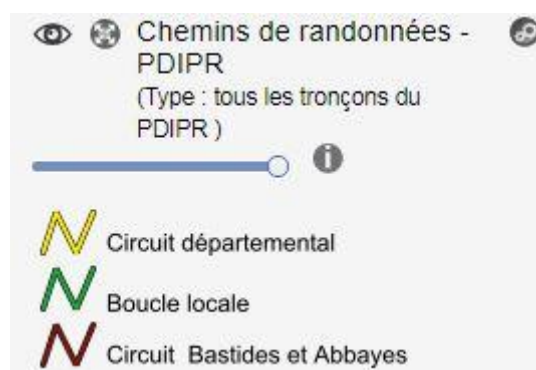 Chemins de randonnées -
PDIPR
(Type : tous les tronçons du
PDIPR )
Circuit départemental
Boucle locale
Circuit Bastides et Abbayes